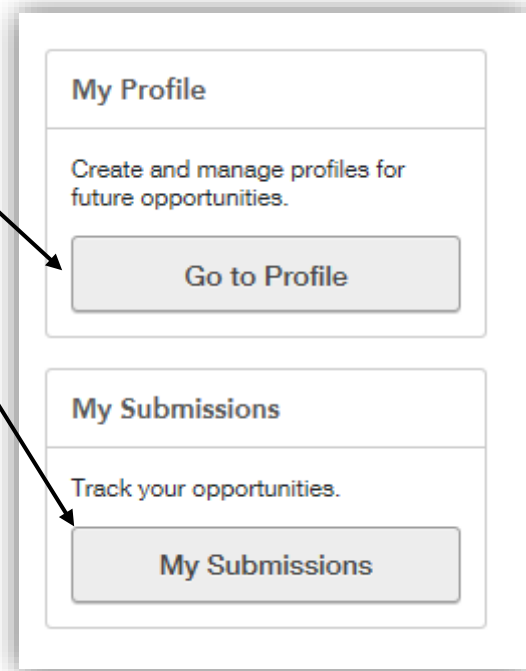 My Profile
Create and manage profiles for
future opportunities.
Go to Profile
My Submissions
Track your opportunities.
My Submissions